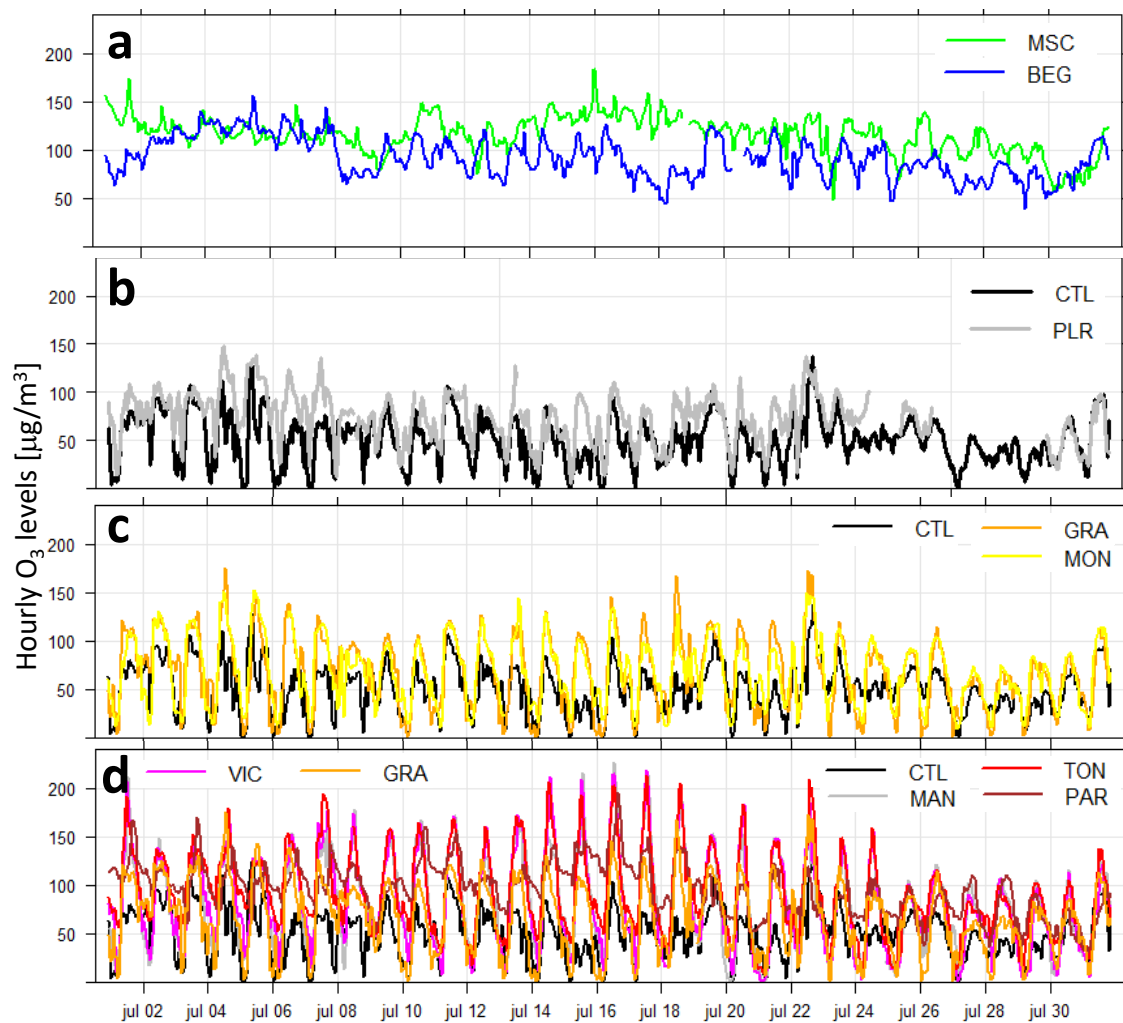 Hourly O3 levels [µg/m3]
a
MSC
BEG
200
150
100
50
b
CTL
PLR
200
150
100
50
c
CTL GRA
MON
200
150
100
50
d
VIC GRA CTL TON
MAN PAR
200
150
100
50
jul 02 jul 04 jul 06 jul 08 jul 10 jul 12 jul 14 jul 16 jul 18 jul 20 jul 22 jul 24 jul 26 jul 28 jul 30